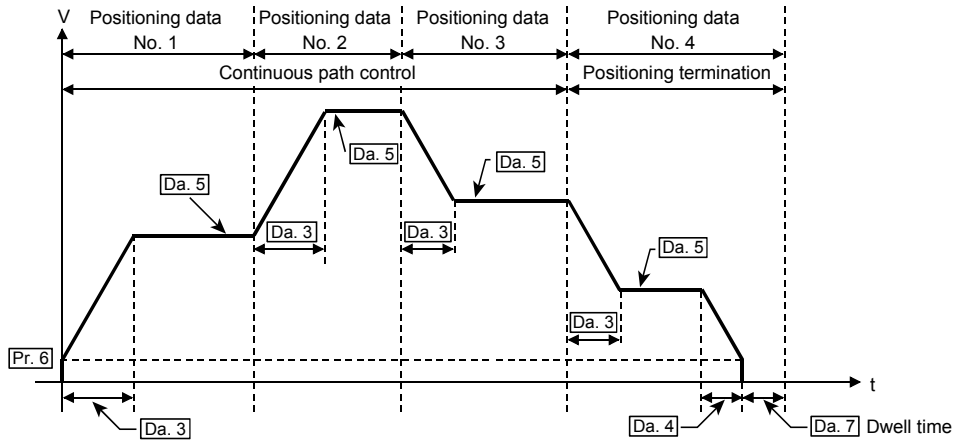 V
Positioning data
No. 1
Positioning data
No. 2
Positioning data
No. 3
Positioning data
No. 4
Continuous path control
Positioning termination
Da. 5
Da. 5
Da. 5
Da. 3
Da. 3
Da. 5
Da. 3
Pr. 6
t
Da. 3
Da. 4
Da. 7 Dwell time